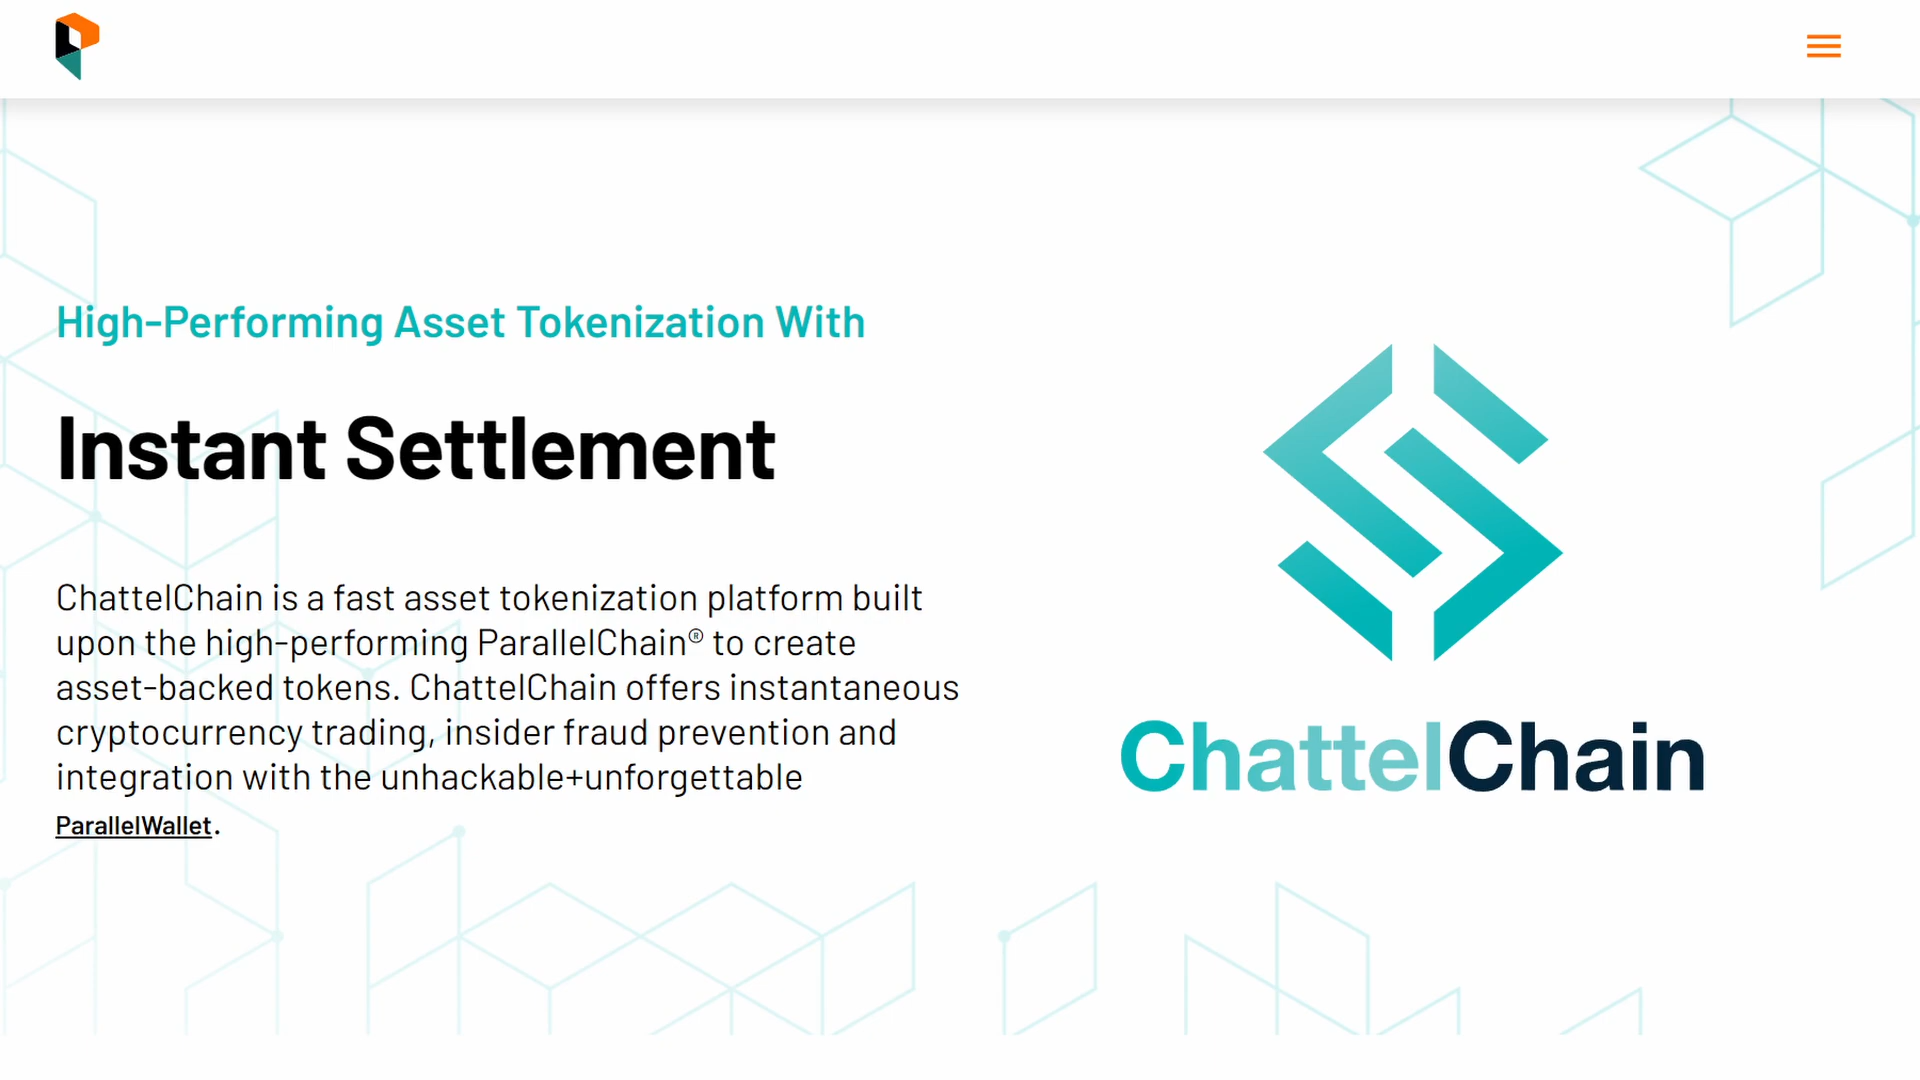 High-Performing Asset Tokenization With
Instant Settlement
ChattelChain is a fast asset tokenization platform built
upon the high-performing ParallelChain® to create
asset-backed tokens. ChattelChain offers instantaneous
cryptocurrency trading, insider fraud prevention and
integration with the unhackable+unforgettable
ParallelWallet.
ChattelChain